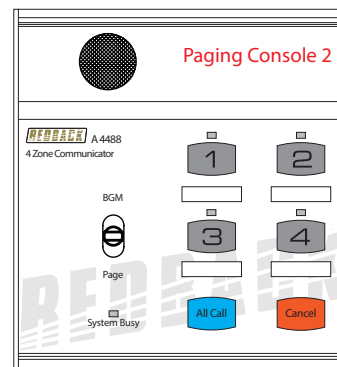 Paging Console 2
REDBACK A 4488
4 Zone Communicator
1 2
BGM
3 4
Page
REDBACK
System Busy
All Call Cancel